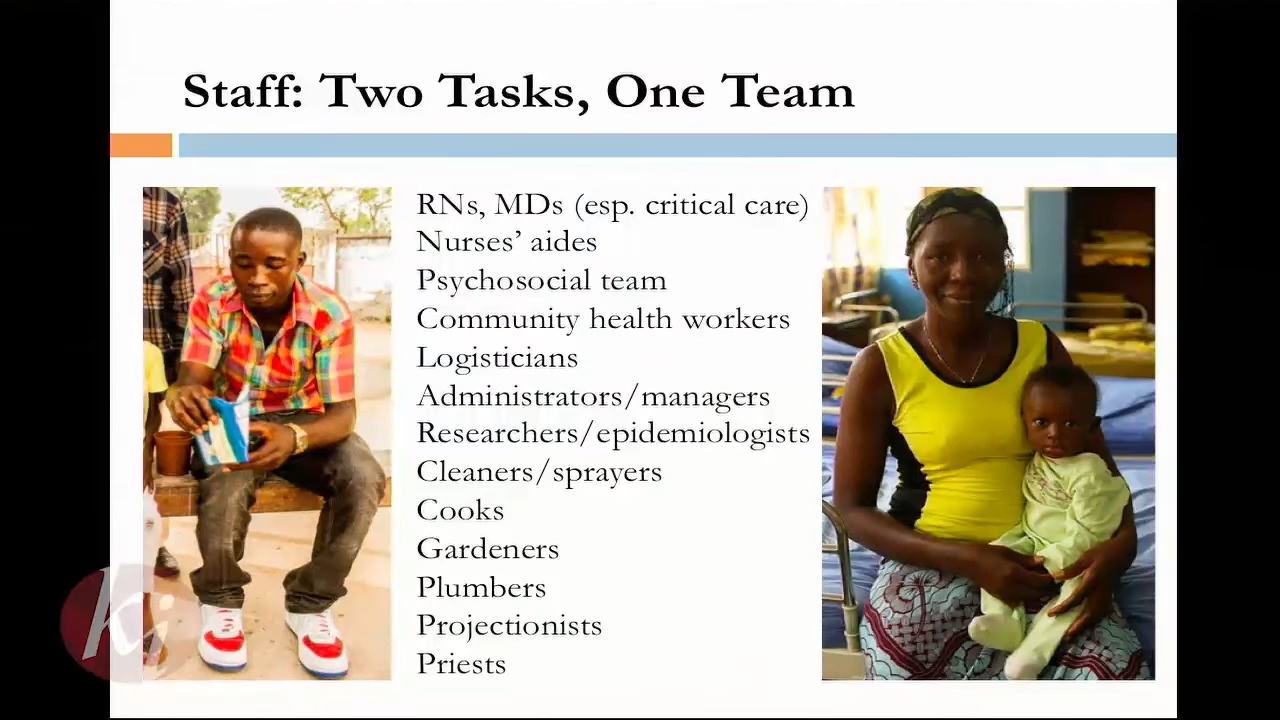 Staff: Two Tasks, One Team
RNs, MDs (esp. critical care)
Nurses’ aides
Psychosocial team
Community health workers
Logisticians
Administrators/managers
Researchers/epidemiologists
Cleaners/sprayers
Cooks
Gardeners
Plumbers
Projectionists
Priests
ki